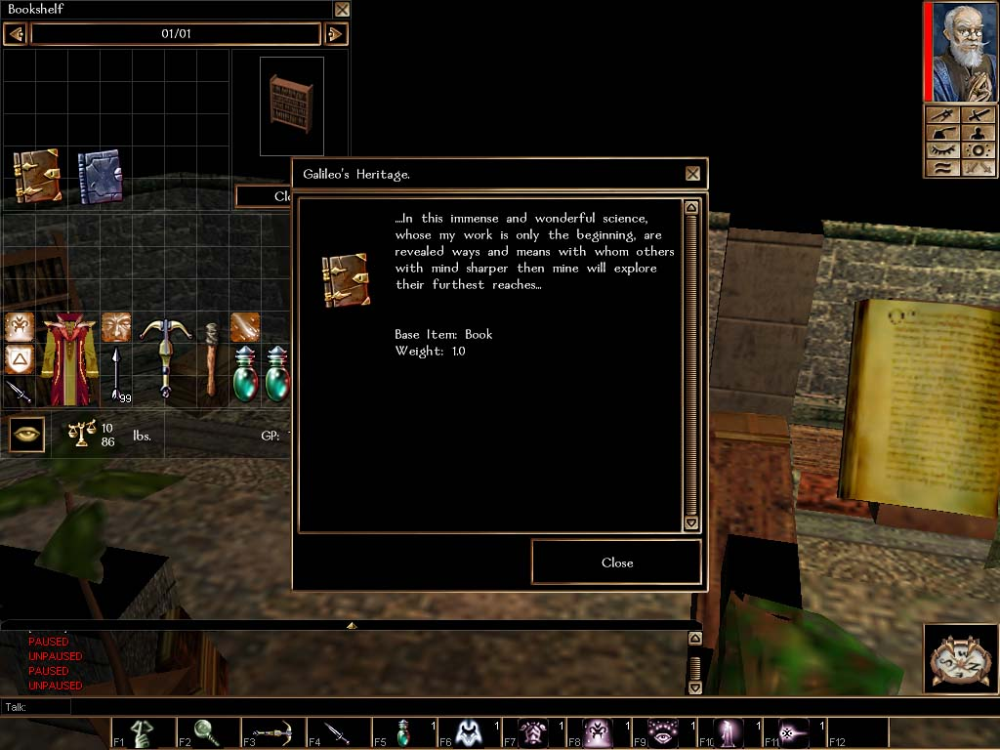 Bookshelf
01/01
Galileo's Heritage.
....In this immense and wonderful science,
whose my work is only the beginning, are
revealed ways and means with whom others
with mind sharper then mine will explore
their furthest reaches...
Base Item: Book
Weight: 1.0
Close
99
10
86
lbs.
GP:
PAUSED
UNPAUSED
PAUSED
UNPAUSED
Talk:
1 1 1 1 1 1 1
F1 F2 F3 F4 F5 F6 F7 F8 F9 F10 F11 F12